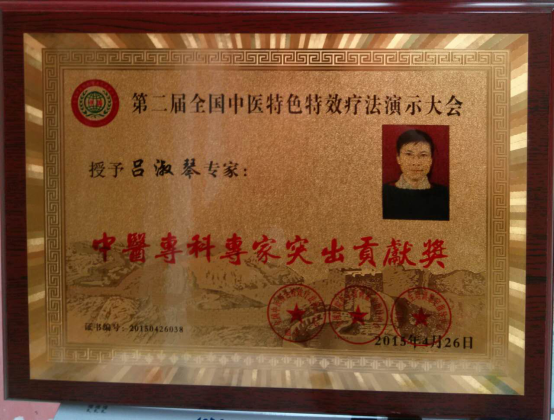 第二届全国中医特色特效疗法演示大会
授予吕淑琴专家：
中醫專科專家突出貢獻獎
证书编号：20150426038
2015年4月26日